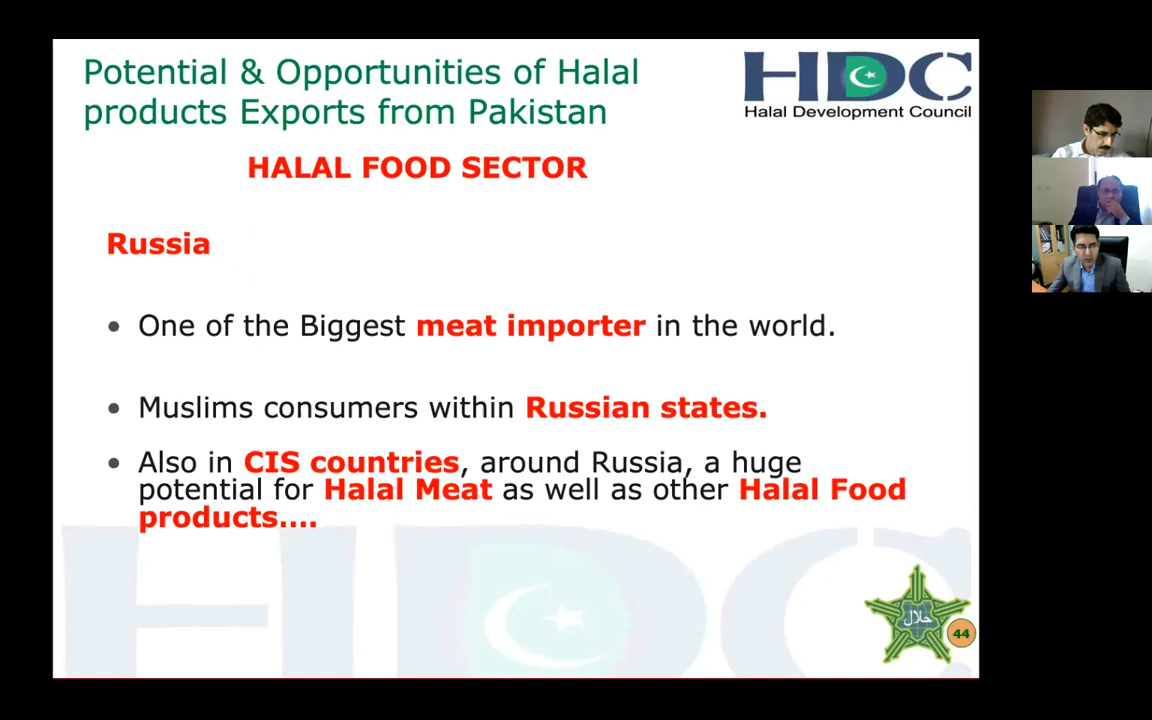 Potential & Opportunities of Halal
products Exports from Pakistan
HDC
Halal Development Council
HALAL FOOD SECTOR
Russia
• One of the Biggest meat importer in the world.
• Muslims consumers within Russian states.
• Also in CIS countries, around Russia, a huge
potential for Halal Meat as well as other Halal Food
products....
HDC
حلال
44